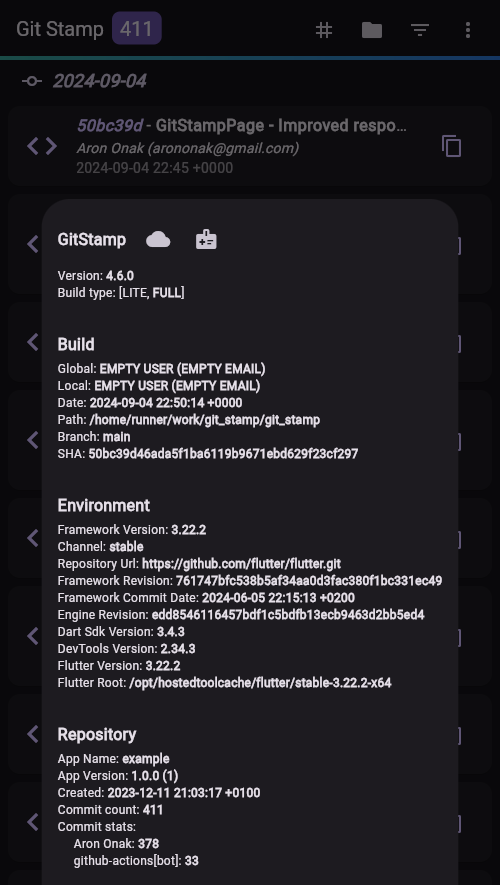 Git Stamp 411
2024-09-04
50bc39d - GitStampPage - Improved respo...
Aron Onak (arononak@gmail.com)
2024-09-04 22:45 +0000
GitStamp
Version: 4.6.0
Build type: [LITE, FULL]
Build
Global: EMPTY USER (EMPTY EMAIL)
Local: EMPTY USER (EMPTY EMAIL)
Date: 2024-09-04 22:50:14 +0000
Path: /home/runner/work/git_stamp/git_stamp
Branch: main
SHA: 50bc39d46ada5f1ba6119b9671ebd629f23cf297
Environment
Framework Version: 3.22.2
Channel: stable
Repository Url: https://github.com/flutter/flutter.git
Framework Revision: 761747bfc538b5af34aa0d3fac380f1bc331ec49
Framework Commit Date: 2024-06-05 22:15:13 +0200
Engine Revision: edd8546116457bdf1c5bdfb13ecb9463d2bb5ed4
Dart Sdk Version: 3.4.3
DevTools Version: 2.34.3
Flutter Version: 3.22.2
Flutter Root: /opt/hostedtoolcache/flutter/stable-3.22.2-x64
Repository
App Name: example
App Version: 1.0.0 (1)
Created: 2023-12-11 21:03:17 +0100
Commit count: 411
Commit stats:
Aron Onak: 378
github-actions[bot]: 33